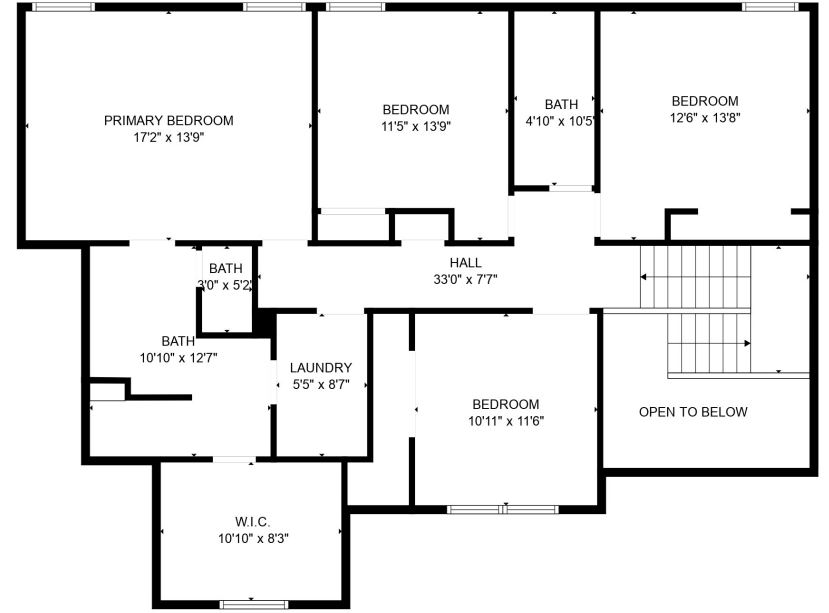 PRIMARY BEDROOM
17'2" x 13'9"
BEDROOM
11'5" x 13'9"
BATH
4'10" x 10'5"
BEDROOM
12'6" x 13'8"
BATH
3'0" x 5'2"
HALL
33'0" x 7'7"
BATH
10'10" x 12'7"
LAUNDRY
5'5" x 8'7"
BEDROOM
10'11" x 11'6"
OPEN TO BELOW
W.I.C.
10'10" x 8'3"